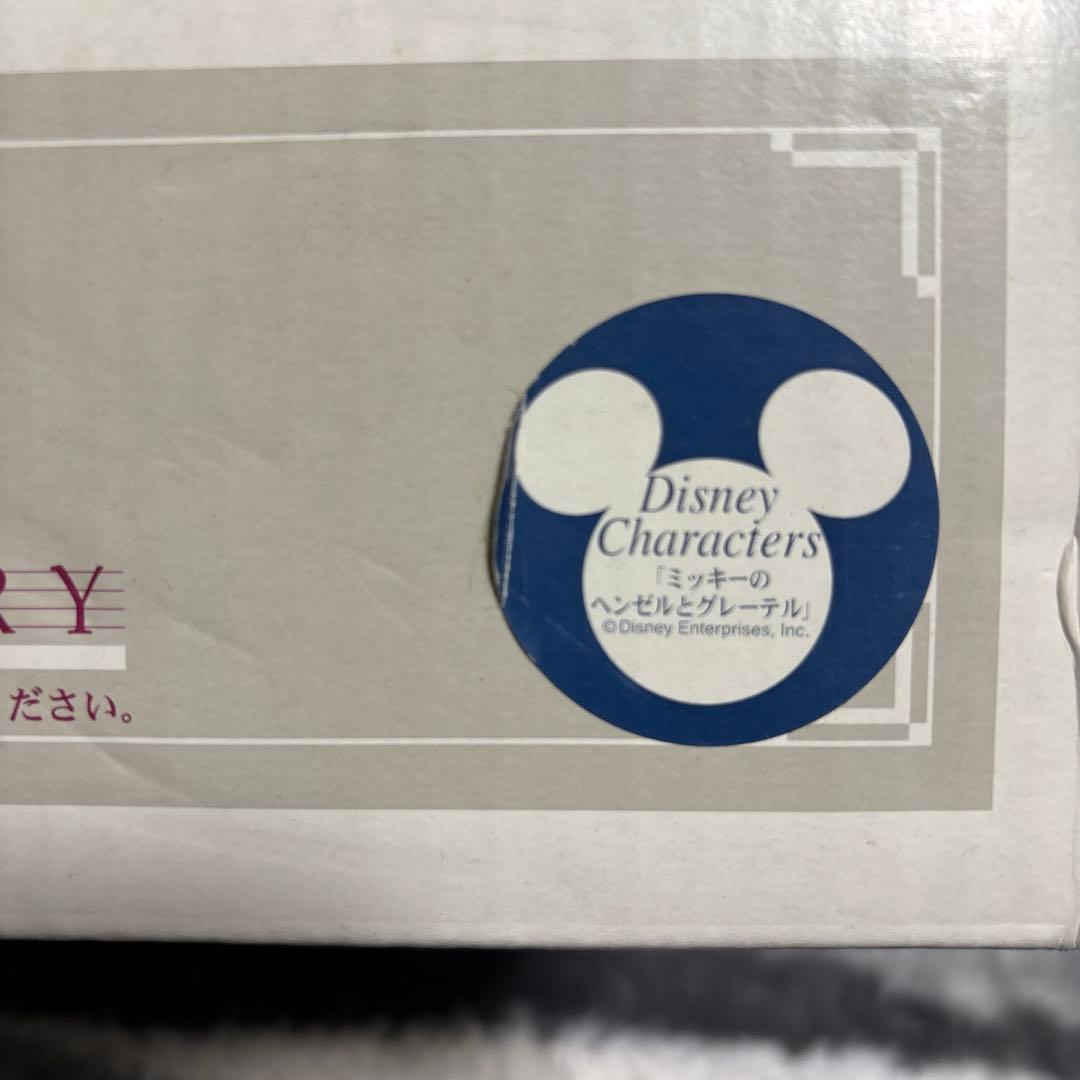 Disney
Characters
「ミッキーの
ヘンゼルとグレーテル」
©Disney Enterprises, Inc.
RY
ださい。